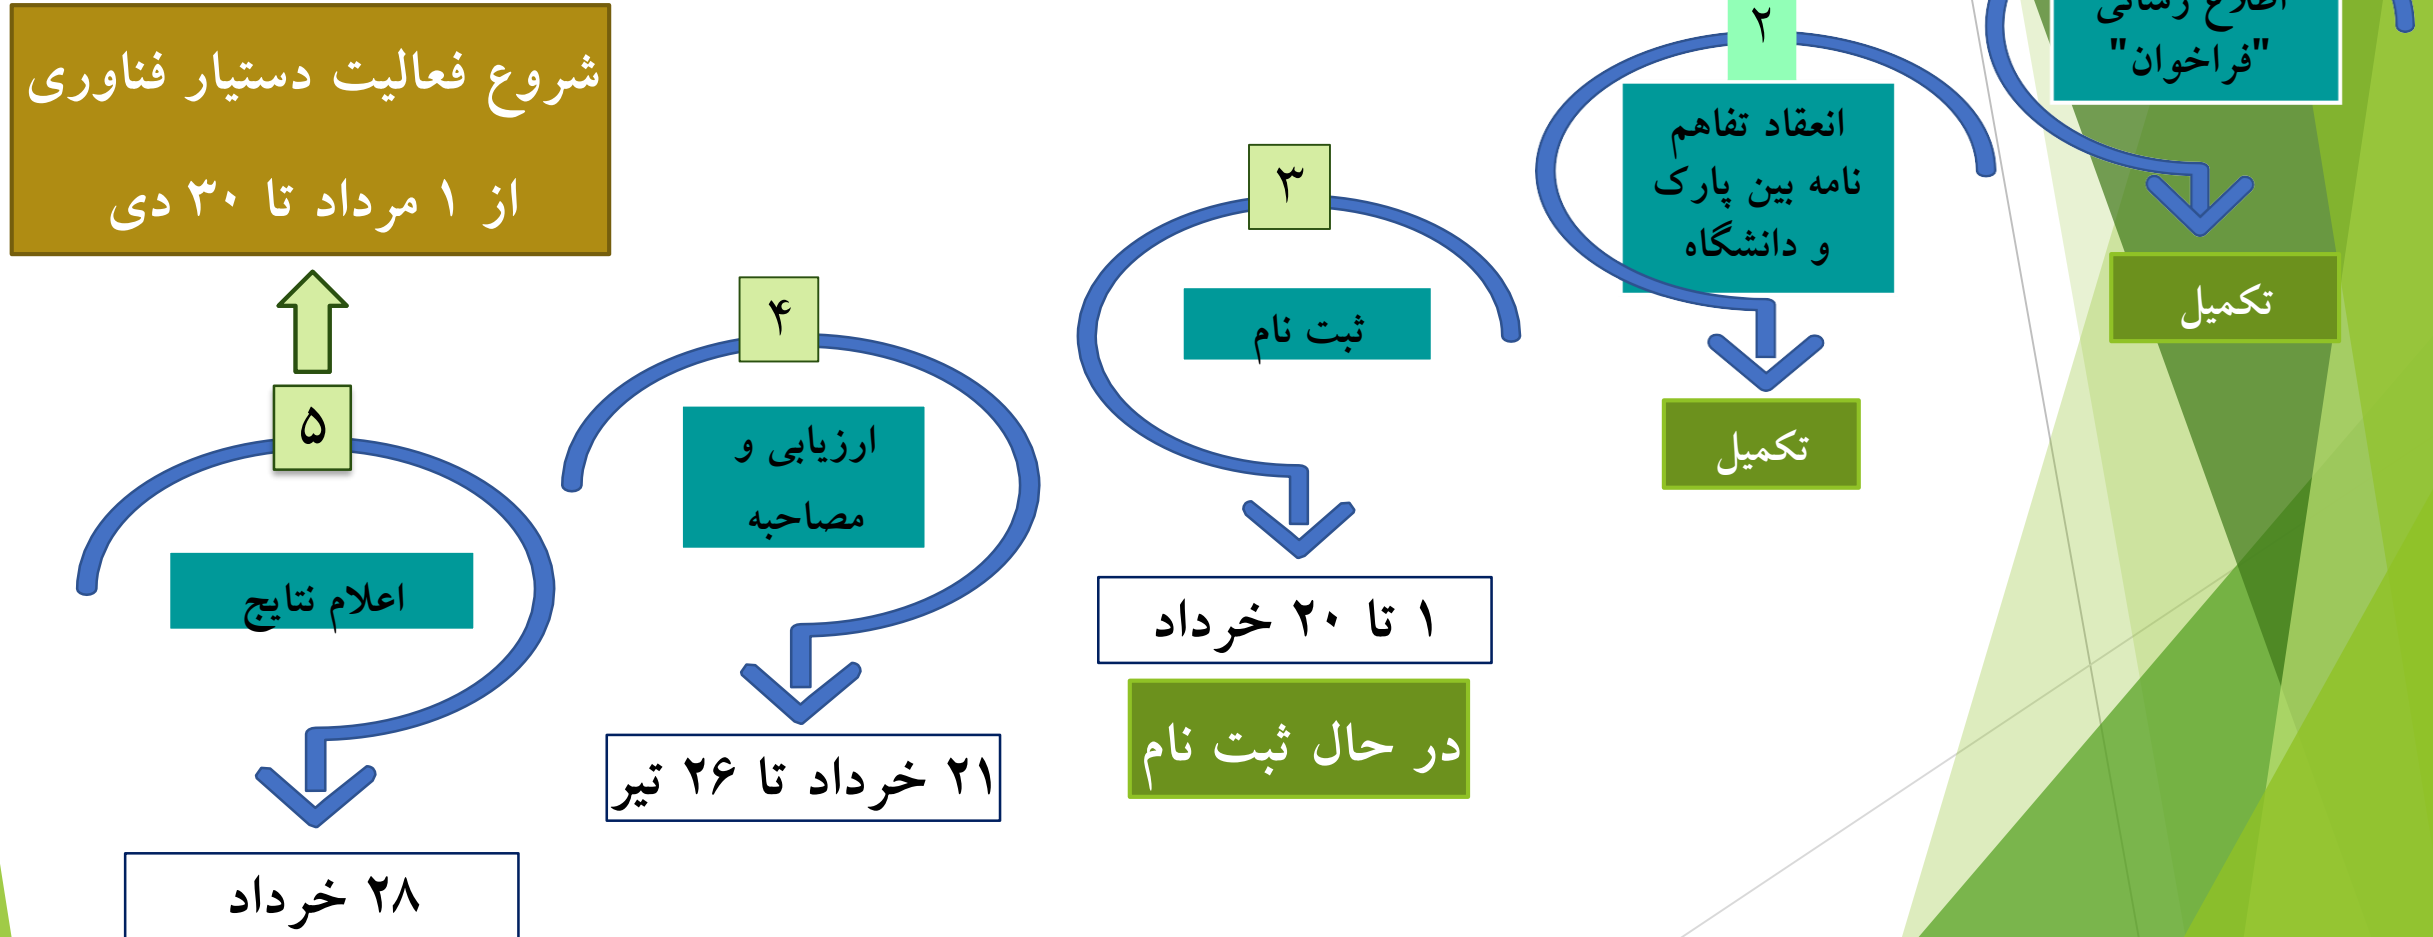 اطلاع رسانی
"فراخوان"
تکمیل
۲
انعقاد تفاهم
نامه بین پارک
و دانشگاه
تکمیل
۳
ثبت نام
۱ تا ۲۰ خرداد
در حال ثبت نام
۴
ارزیابی و
مصاحبه
۲۱ خرداد تا ۲۶ تیر
۵
اعلام نتایج
۲۸ خرداد
شروع فعالیت دستیار فناوری
از ۱ مرداد تا ۳۰ دی